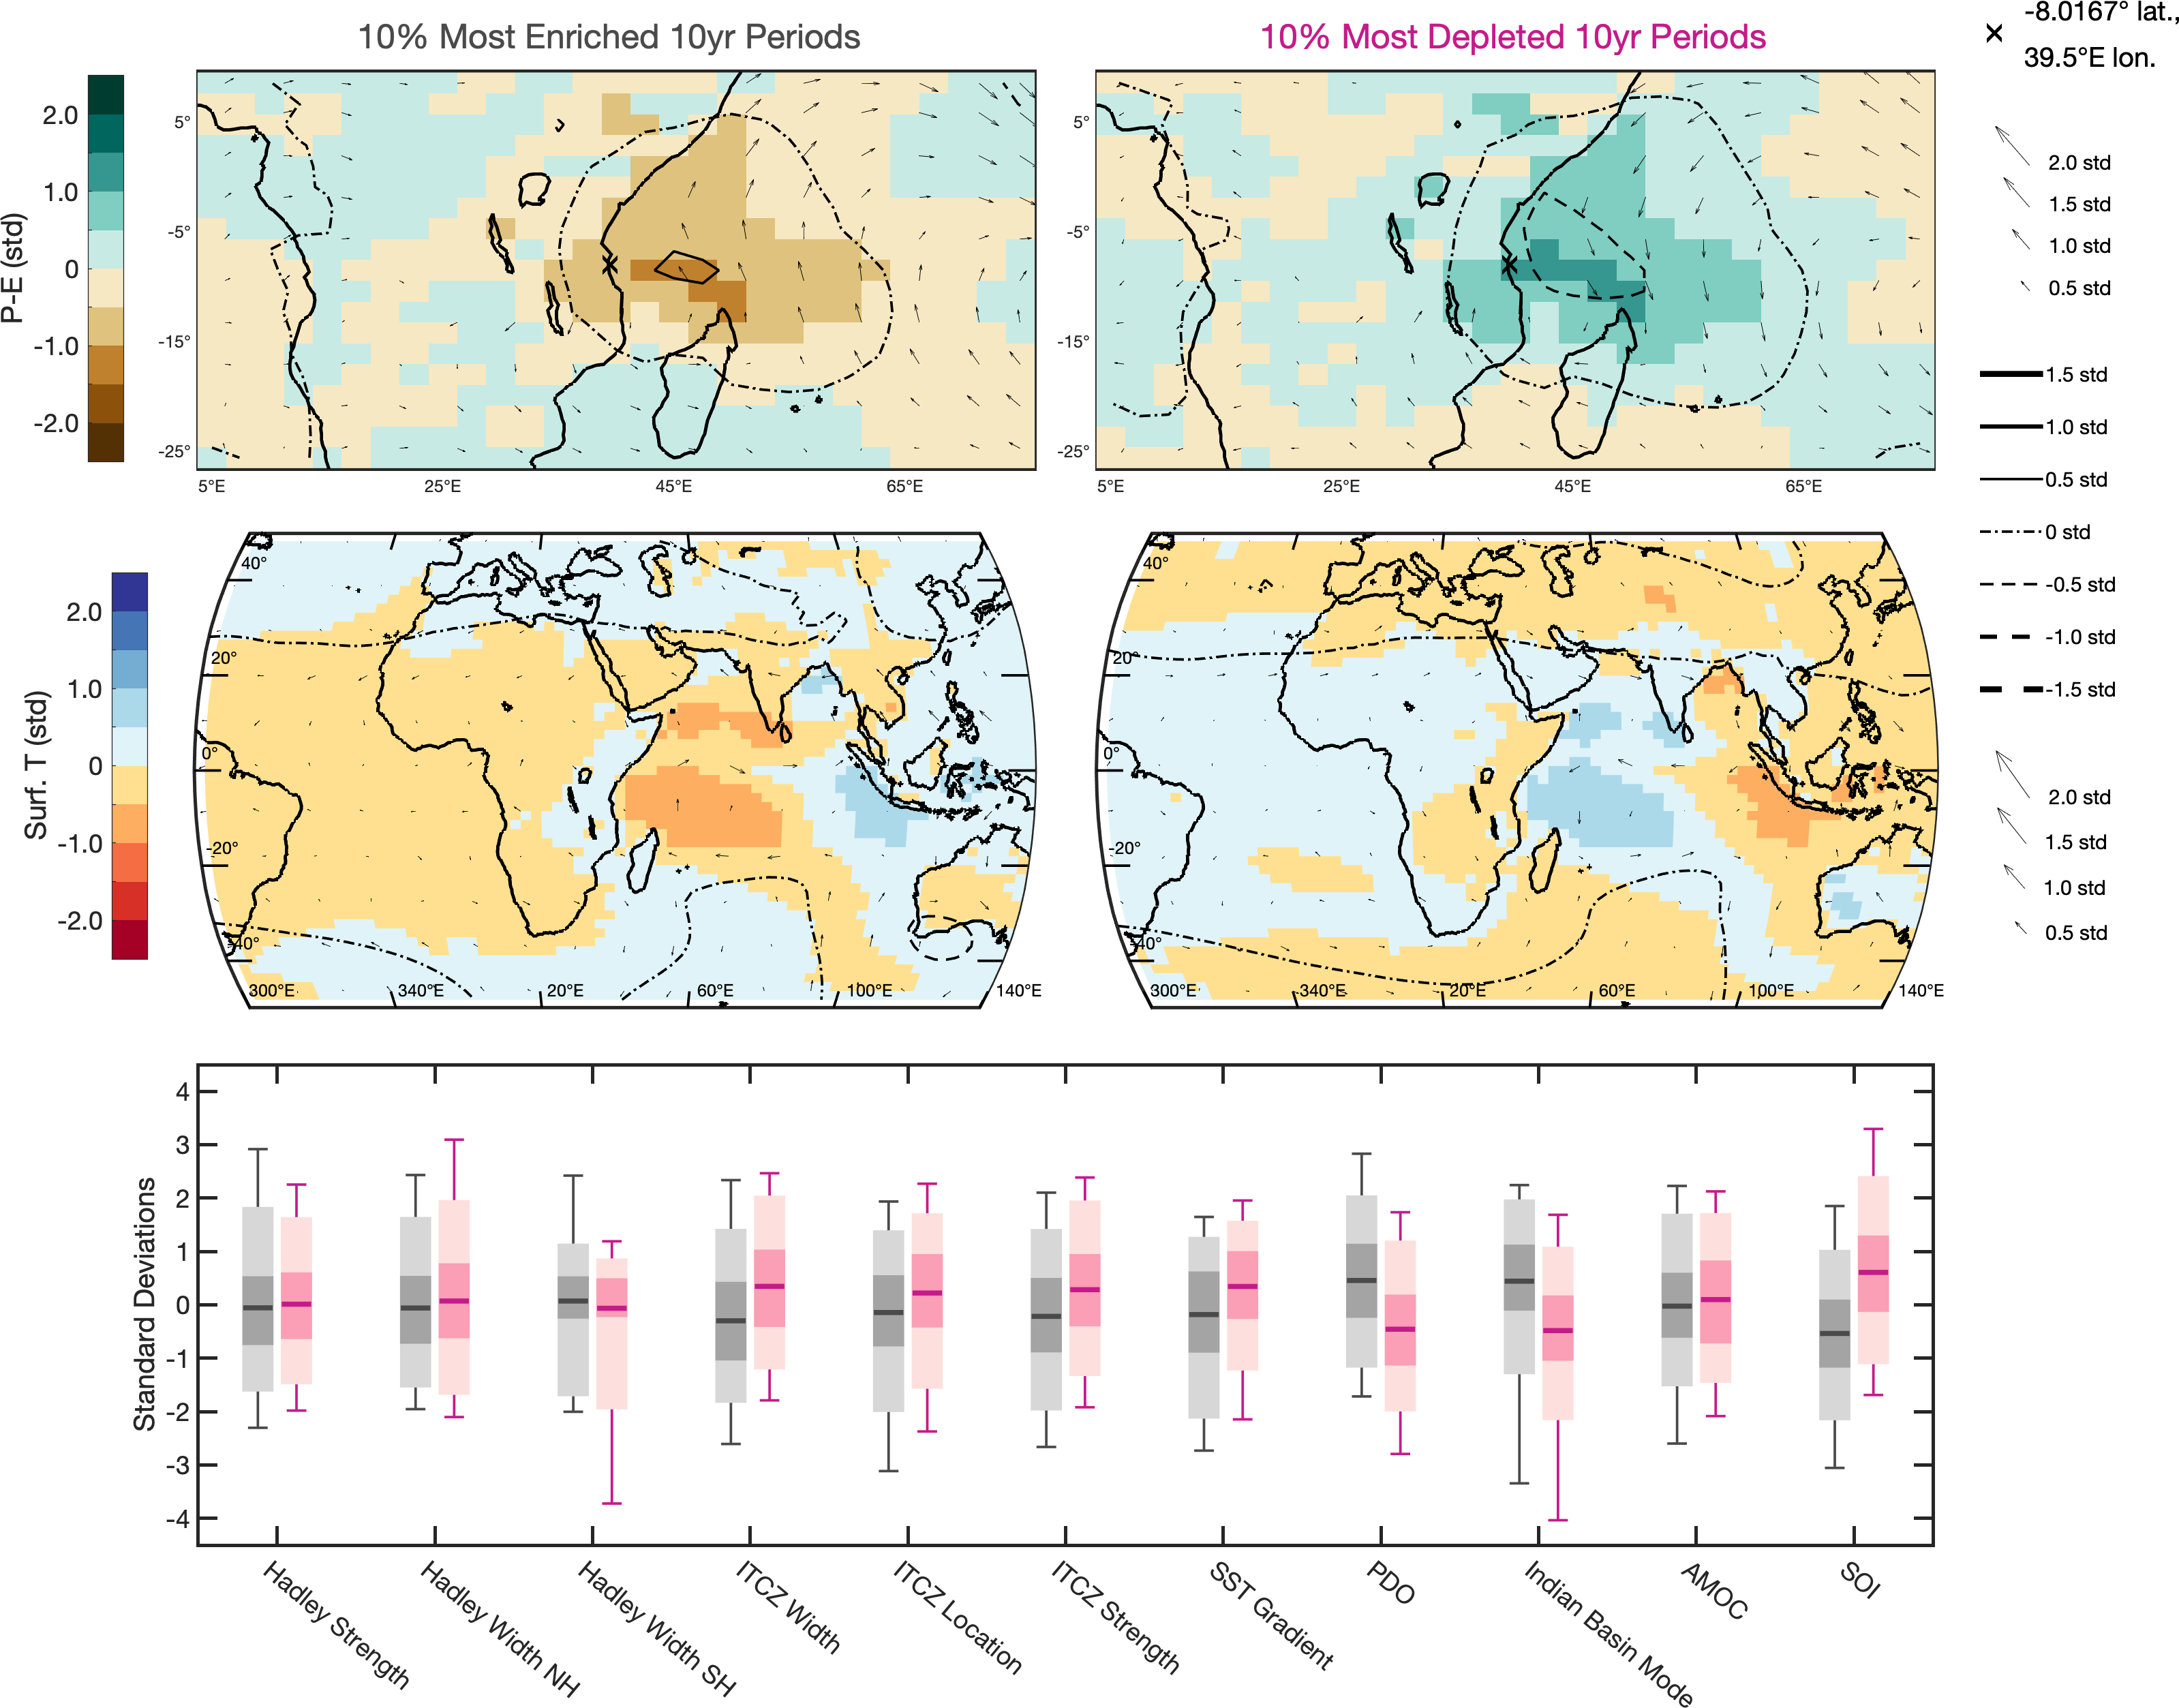 10% Most Enriched 10yr Periods
10% Most Depleted 10yr Periods
-8.0167° lat.,
39.5°E lon.
P-E (std)
2.0
1.0
0
-1.0
-2.0
5°
-5°
-15°
-25°
5°E 25°E 45°E 65°E
5°
-5°
-15°
-25°
5°E 25°E 45°E 65°E
2.0 std
1.5 std
1.0 std
0.5 std
1.5 std
1.0 std
0.5 std
0 std
-0.5 std
-1.0 std
-1.5 std
Surf. T (std)
2.0
1.0
0
-1.0
-2.0
40°
20°
0°
-20°
-40°
300°E 340°E 20°E 60°E 100°E 140°E
40°
20°
0°
-20°
-40°
300°E 340°E 20°E 60°E 100°E 140°E
2.0 std
1.5 std
1.0 std
0.5 std
Standard Deviations
4
3
2
1
0
-1
-2
-3
-4
Hadley Strength
Hadley Width NH
Hadley Width SH
ITCZ Width
ITCZ Location
ITCZ Strength
SST Gradient
PDO
Indian Basin Mode
AMOC
SOI